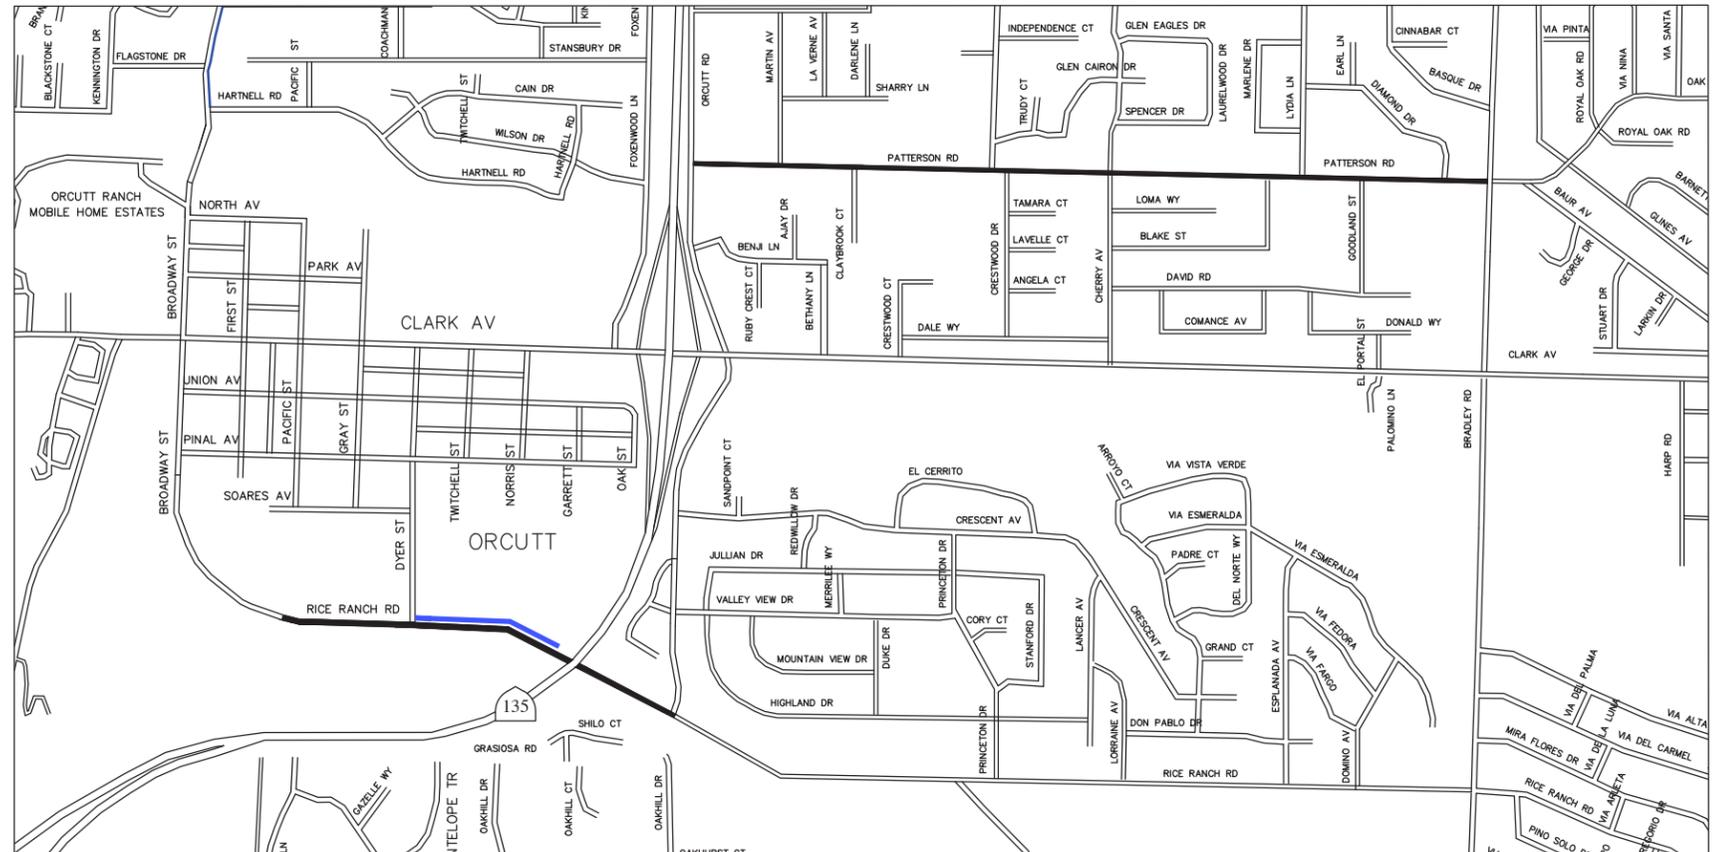 BLACKSTONE CT
KENNINGTON DR
FLAGSTONE DR
HARTNELL RD
PACIFIC ST
COACHMAN
STANSBURY DR
FOXEN
TWITCHELL ST
CAIN DR
WILSON DR
HARTNELL RD
HARTNELL RD
FOXENWOOD LN
ORCUTT RD
MARTIN AV
LA VERNE AV
DARLENE LN
SHARRY LN
INDEPENDENCE CT
GLEN EAGLES DR
GLEN CAIRON DR
TRUDY CT
SPENCER DR
LAURELWOOD DR
MARLENE DR
LYDIA LN
EARL LN
DIAMOND DR
CINNABAR CT
BASQUE DR
VIA PINTA
ROYAL OAK RD
VIA NINA
VIA SANTA
OAK
ROYAL OAK RD
PATTERSON RD
PATTERSON RD
ORCUTT RANCH
MOBILE HOME ESTATES
NORTH AV
BROADWAY ST
FIRST ST
PARK AV
CLARK AV
BENJI LN
AJAY DR
RUBY CREST CT
BETHANY LN
CLAYBROOK CT
CRESTWOOD CT
DALE WY
CRESTWOOD DR
TAMARA CT
LAVELLE CT
ANGELA CT
CHERRY AV
LOMA WY
BLAKE ST
DAVID RD
COMANCE AV
GOODLAND ST
EL PORTAL ST
DONALD WY
PALOMINO LN
BRADLEY RD
BAUR AV
GEORGE DR
GLINES AV
BARNET
STUART DR
LARKIN DR
CLARK AV
HARP RD
UNION AV
PACIFIC ST
GRAY ST
PINAL AV
BROADWAY ST
SOARES AV
DYER ST
TWITCHELL ST
NORRIS ST
GARRETT ST
OAK ST
ORCUTT
RICE RANCH RD
135
SANDPOINT CT
REDWILLOW DR
EL CERRITO
CRESCENT AV
JULLIAN DR
MERRILEE WY
VALLEY VIEW DR
PRINCETON DR
CORY CT
STANFORD DR
MOUNTAIN VIEW DR
DUKE DR
HIGHLAND DR
PRINCETON DR
LANCER AV
CRESCENT AV
LORRAINE AV
DON PABLO DR
ARROYO CT
VIA VISTA VERDE
VIA ESMERALDA
PADRE CT
DEL NORTE WY
VIA ESMERALDA
GRAND CT
ESPLANADA AV
VIA FEDORA
VIA FARGO
DOMINO AV
RICE RANCH RD
VIA DEL PALMA
VIA DE LA LUNA
VIA ALTA
VIA DEL CARMEL
MIRA FLORES DR
RICE RANCH RD
VIA ARLETA
PINO SOLO
GRASIOSA RD
SHILO CT
GAZELLE WY
NTELOPE TR
OAKHILL DR
OAKHILL CT
OAKHILL DR
LN